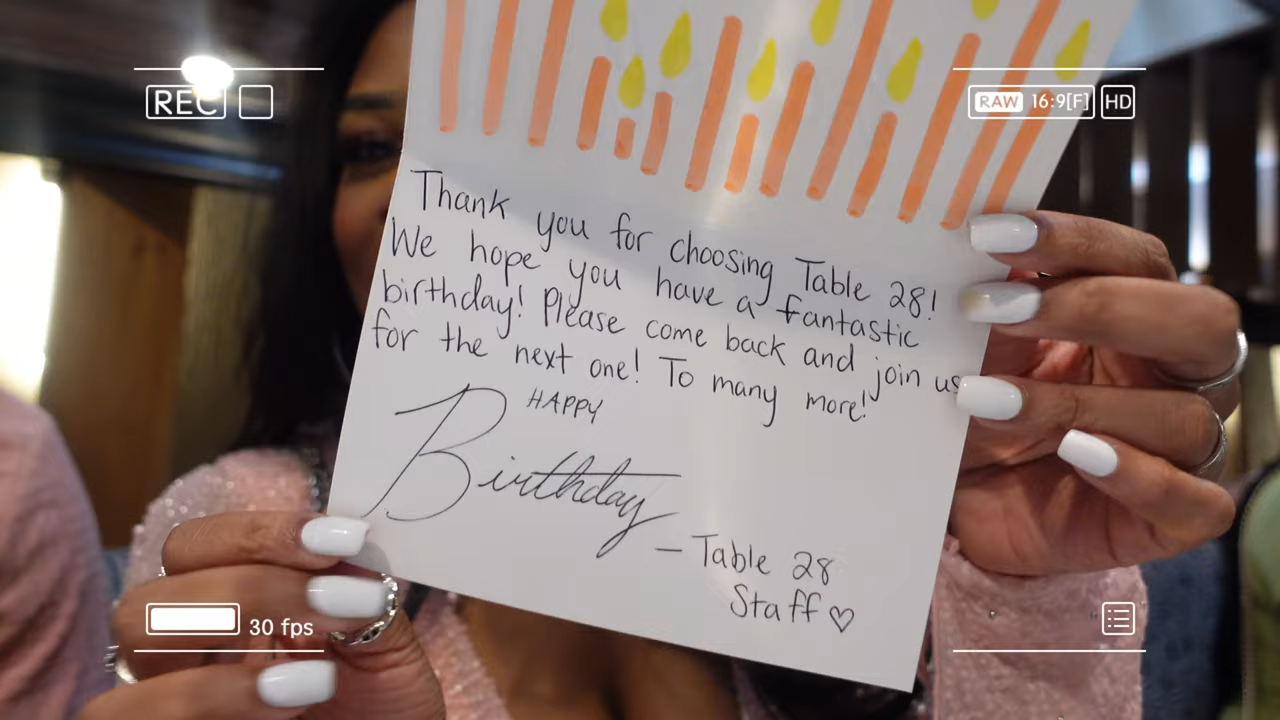 REC
RAW 16:9[F] HD
Thank you for choosing Table 28!
We hope you have a fantastic
birthday! Please come back and join us
for the next one! To many more!
HAPPY
Birthday
— Table 28
Staff ♡
30 fps